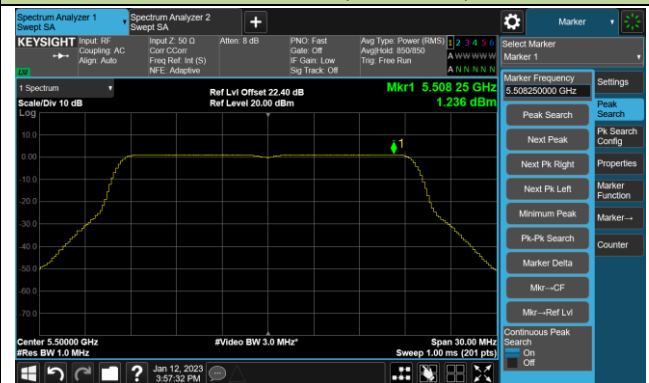 Spectrum Analyzer 1
Swept SA
Spectrum Analyzer 2
Swept SA
+
Marker
KEYSIGHT
Input: RF
Coupling: AC
Align: Auto
Input Z: 50 Ω
Corr CCorr
Freq Ref: Int (S)
NFE: Adaptive
Atten: 8 dB
PNO: Fast
Gate: Off
IF Gain: Low
Sig Track: Off
Avg Type: Power (RMS)
Avg|Hold: 850/850
Trig: Free Run
1 2 3 4 5 6
A W W W W W
A N N N N N
Select Marker
Marker 1
LVI
1 Spectrum
Scale/Div 10 dB
Log
Ref Lvl Offset 22.40 dB
Ref Level 20.00 dBm
Mkr1 5.508 25 GHz
1.236 dBm
Marker Frequency
5.508250000 GHz
Settings
Peak Search
Peak
Search
Next Peak
Pk Search
Config
Next Pk Right
Properties
Next Pk Left
Marker
Function
Minimum Peak
Marker→
Pk-Pk Search
Counter
Marker Delta
Mkr→CF
Mkr→Ref Lvl
Continuous Peak
Search
On
Off
10.0
0.00
-10.0
-20.0
-30.0
-40.0
-50.0
-60.0
-70.0
1
Center 5.50000 GHz
#Res BW 1.0 MHz
#Video BW 3.0 MHz*
Span 30.00 MHz
Sweep 1.00 ms (201 pts)
?
Jan 12, 2023
3:57:32 PM